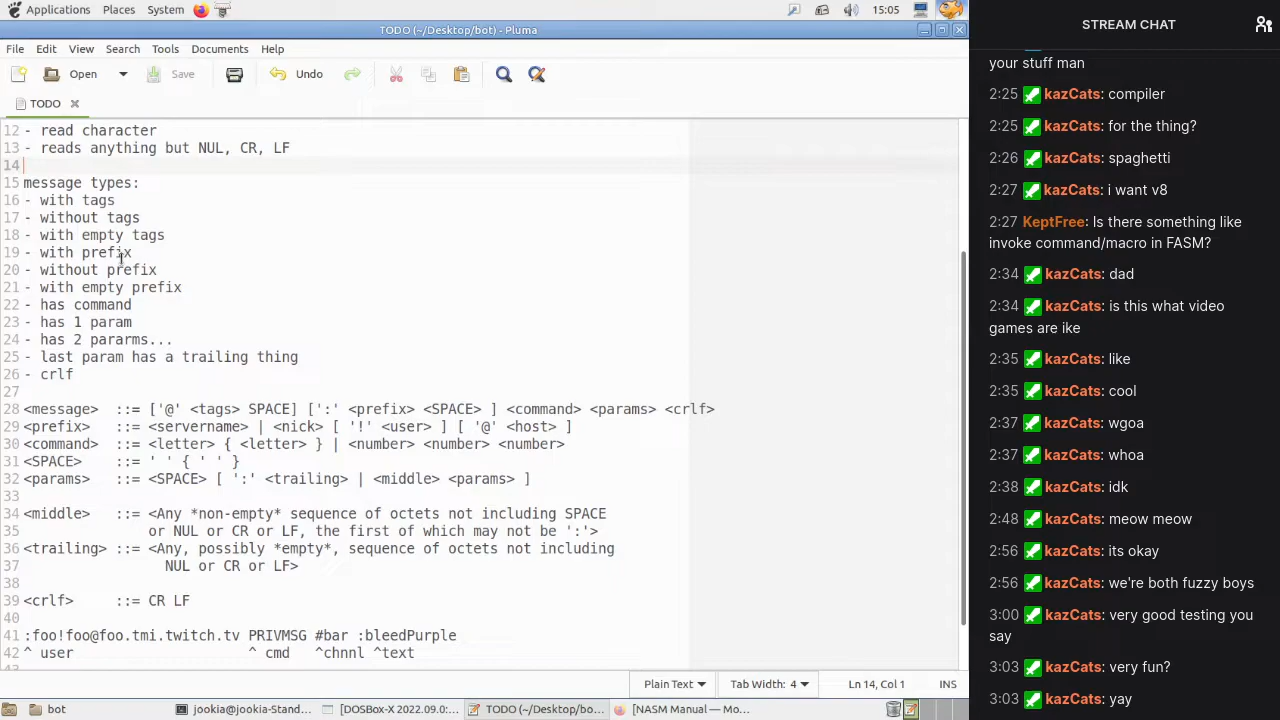 Applications Places System 15:05
TODO (~/Desktop/bot) - Pluma
File Edit View Search Tools Documents Help
Open Save Undo
TODO
12 - read character
13 - reads anything but NUL, CR, LF
14
15 message types:
16 - with tags
17 - without tags
18 - with empty tags
19 - with prefix
20 - without prefix
21 - with empty prefix
22 - has command
23 - has 1 param
24 - has 2 pararms...
25 - last param has a trailing thing
26 - crlf
27
28 <message>  ::= ['@' <tags> SPACE] [':' <prefix> <SPACE> ] <command> <params> <crlf>
29 <prefix>   ::= <servername> | <nick> [ '!' <user> ] [ '@' <host> ]
30 <command>  ::= <letter> { <letter> } | <number> <number> <number>
31 <SPACE>    ::= ' ' { ' ' }
32 <params>   ::= <SPACE> [ ':' <trailing> | <middle> <params> ]
33
34 <middle>   ::= <Any *non-empty* sequence of octets not including SPACE
35                or NUL or CR or LF, the first of which may not be ':'>
36 <trailing> ::= <Any, possibly *empty*, sequence of octets not including
37                  NUL or CR or LF>
38
39 <crlf>     ::= CR LF
40
41 :foo!foo@foo.tmi.twitch.tv PRIVMSG #bar :bleedPurple
42 ^ user                     ^ cmd   ^chnnl ^text
43
Plain Text Tab Width: 4 Ln 14, Col 1 INS
bot jookia@jookia-Stand... [DOSBOX 2022.09.0:... TODO (~/Desktop/bo... [NASM Manual — Mo...
STREAM CHAT
your stuff man
2:25 kazCats: compiler
2:25 kazCats: for the thing?
2:26 kazCats: spaghetti
2:27 kazCats: i want v8
2:27 KeptFree: Is there something like
invoke command/macro in FASM?
2:34 kazCats: dad
2:34 kazCats: is this what video
games are ike
2:35 kazCats: like
2:35 kazCats: cool
2:37 kazCats: wgoa
2:37 kazCats: whoa
2:38 kazCats: idk
2:48 kazCats: meow meow
2:56 kazCats: its okay
2:56 kazCats: we're both fuzzy boys
3:00 kazCats: very good testing you
say
3:03 kazCats: very fun?
3:03 kazCats: yay